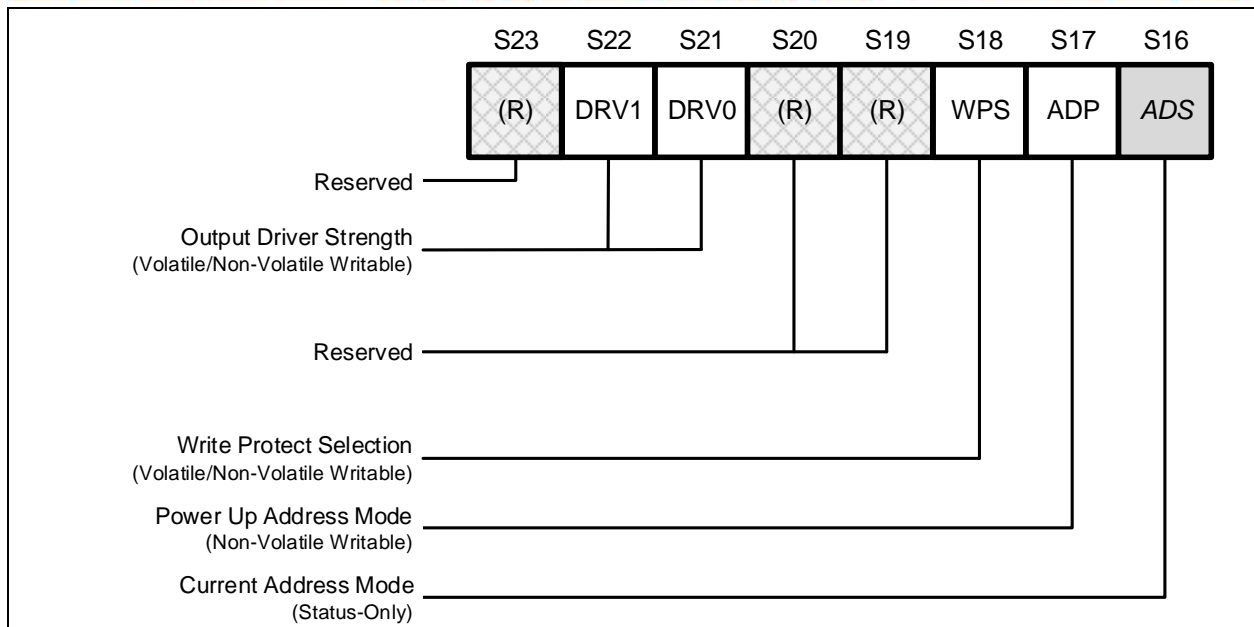 S23 S22 S21 S20 S19 S18 S17 S16
(R) DRV1 DRV0 (R) (R) WPS ADP ADS
Reserved
Output Driver Strength
(Volatile/Non-Volatile Writable)
Reserved
Write Protect Selection
(Volatile/Non-Volatile Writable)
Power Up Address Mode
(Non-Volatile Writable)
Current Address Mode
(Status-Only)